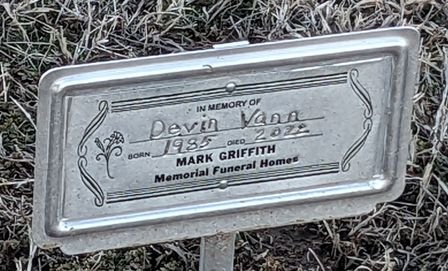 IN MEMORY OF
Devin Vann
BORN 1985 DIED 2022
MARK GRIFFITH
Memorial Funeral Homes